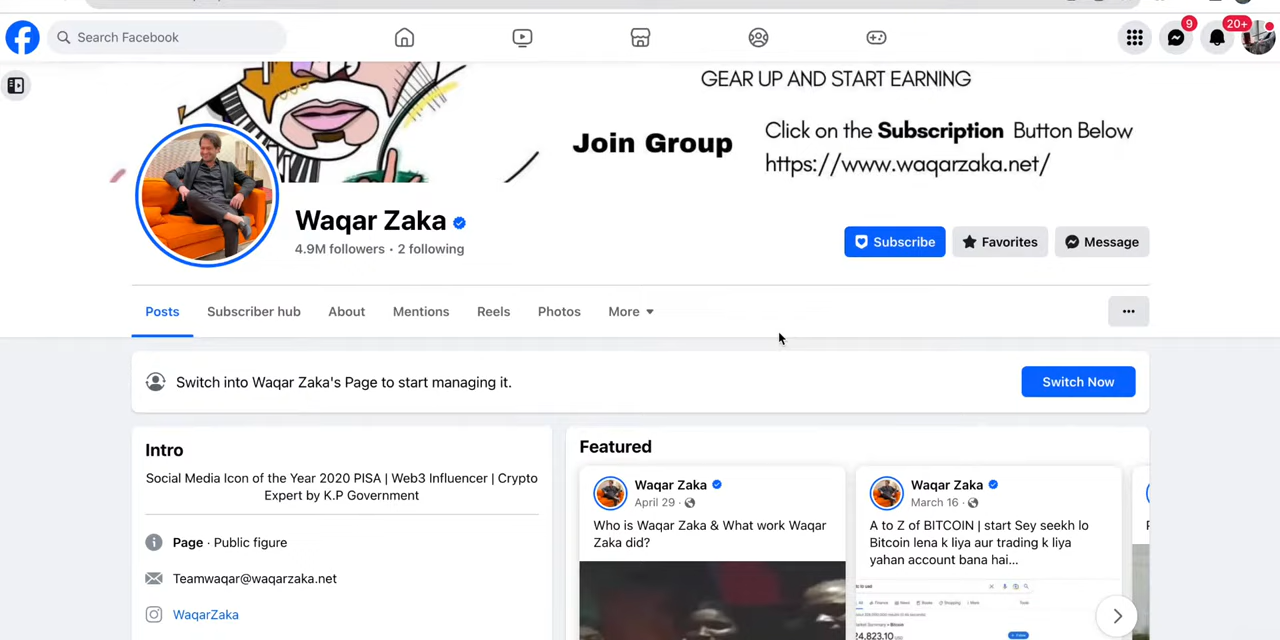 Search Facebook
9
20+
GEAR UP AND START EARNING
Join Group
Click on the Subscription Button Below
https://www.waqarzaka.net/
Waqar Zaka
4.9M followers · 2 following
Subscribe
Favorites
Message
Posts
Subscriber hub
About
Mentions
Reels
Photos
More
Switch into Waqar Zaka's Page to start managing it.
Switch Now
Intro
Social Media Icon of the Year 2020 PISA | Web3 Influencer | Crypto
Expert by K.P Government
Page · Public figure
Teamwaqar@waqarzaka.net
WaqarZaka
Featured
Waqar Zaka
April 29 ·
Who is Waqar Zaka & What work Waqar
Zaka did?
Waqar Zaka
March 16 ·
A to Z of BITCOIN | start Sey seekh lo
Bitcoin lena k liya aur trading k liya
yahan account bana hai...
24,823.10